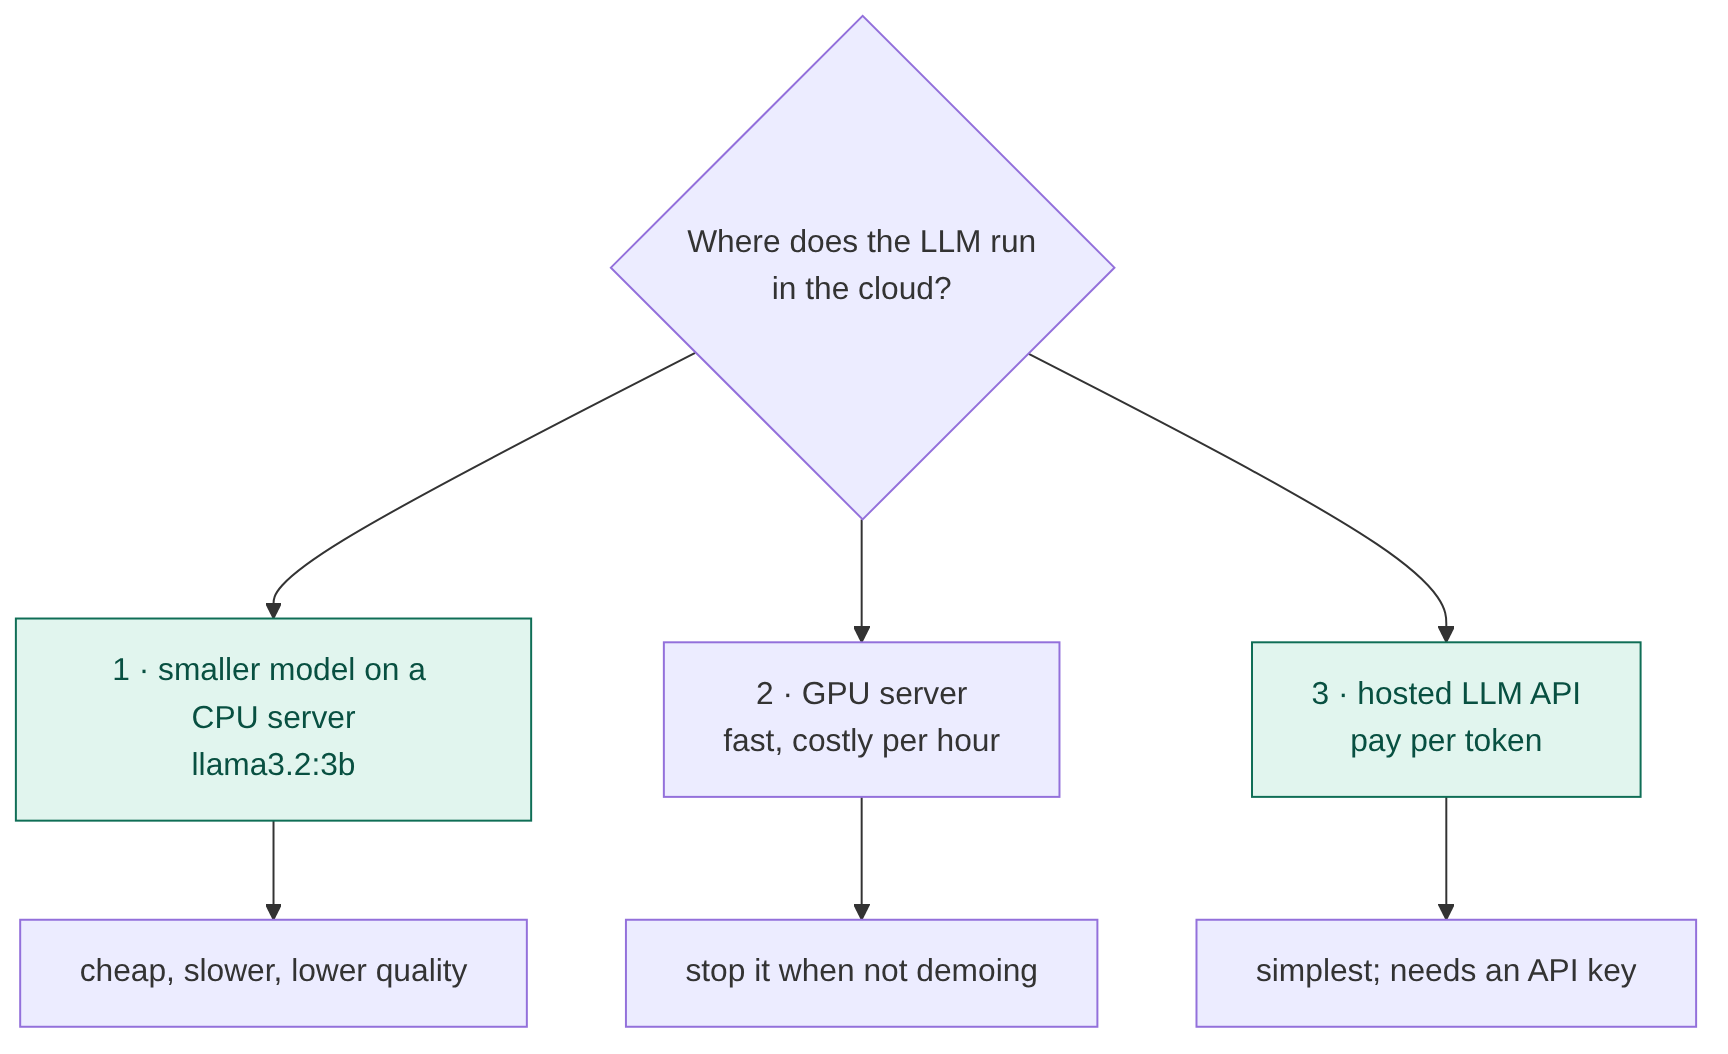 Where does the LLM run
in the cloud?
1 · smaller model on a
CPU server
llama3.2:3b
2 · GPU server
fast, costly per hour
3 · hosted LLM API
pay per token
cheap, slower, lower quality
stop it when not demoing
simplest; needs an API key